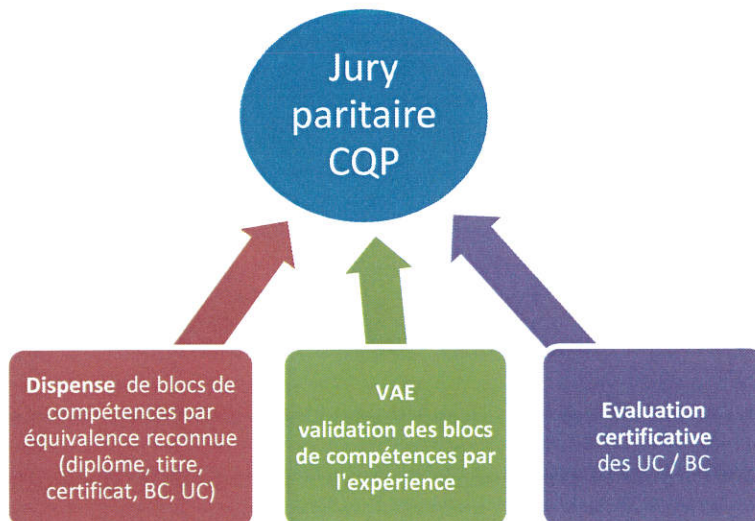 Jury
paritaire
CQP
Dispense de blocs de
compétences par
équivalence reconnue
(diplôme, titre,
certificat, BC, UC)
VAE
validation des blocs
de compétences par
l'expérience
Evaluation
certificative
des UC / BC